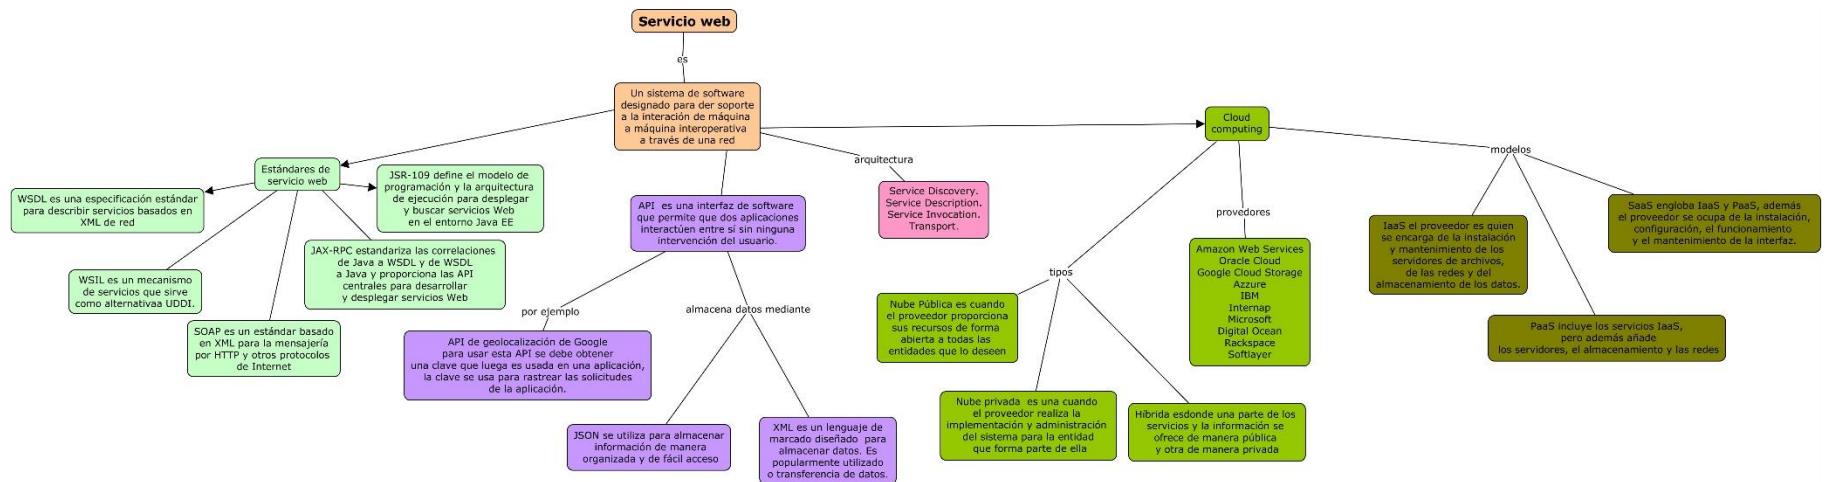 Servicio web
es
Un sistema de software
designado para der soporte
a la interación de máquina
a máquina interoperativa
a través de una red
Estándares de
servicio web
WSDL es una especificación estándar
para describir servicios basados en
XML de red
WSIL es un mecanismo
de servicios que sirve
como alternativaa UDDI.
SOAP es un estándar basado
en XML para la mensajería
por HTTP y otros protocolos
de Internet
JAX-RPC estandariza las correlaciones
de Java a WSDL y de WSDL
a Java y proporciona las API
centrales para desarrollar
y desplegar servicios Web
JSR-109 define el modelo de
programación y la arquitectura
de ejecución para desplegar
y buscar servicios Web
en el entorno Java EE
API es una interfaz de software
que permite que dos aplicaciones
interactúen entre sí sin ninguna
intervención del usuario.
por ejemplo
API de geolocalización de Google
para usar esta API se debe obtener
una clave que luega es usada en una aplicación,
la clave se usa para rastrear las solicitudes
de la aplicación.
almacena datos mediante
JSON se utiliza para almacenar
información de manera
organizada y de fácil acceso
XML es un lenguaje de
marcado diseñado para
almacenar datos. Es
popularmente utilizado
o transferencia de datos.
arquitectura
Service Discovery.
Service Description.
Service Invocation.
Transport.
Cloud
computing
tipos
Nube Pública es cuando
el proveedor proporciona
sus recursos de forma
abierta a todas las
entidades que lo deseen
Nube privada es una cuando
el proveedor realiza la
implementación y administración
del sistema para la entidad
que forma parte de ella
Híbrida esdonde una parte de los
servicios y la información se
ofrece de manera pública
y otra de manera privada
provedores
Amazon Web Services
Oracle Cloud
Google Cloud Storage
Azzure
IBM
Internap
Microsoft
Digital Ocean
Rackspace
Softlayer
modelos
IaaS el proveedor es quien
se encarga de la instalación
y mantenimiento de los
servidores de archivos,
de las redes y del
almacenamiento de los datos.
PaaS incluye los servicios IaaS,
pero además añade
los servidores, el almacenamiento y las redes
SaaS engloba IaaS y PaaS, además
el proveedor se ocupa de la instalación,
configuración, el funcionamiento
y el mantenimiento de la interfaz.